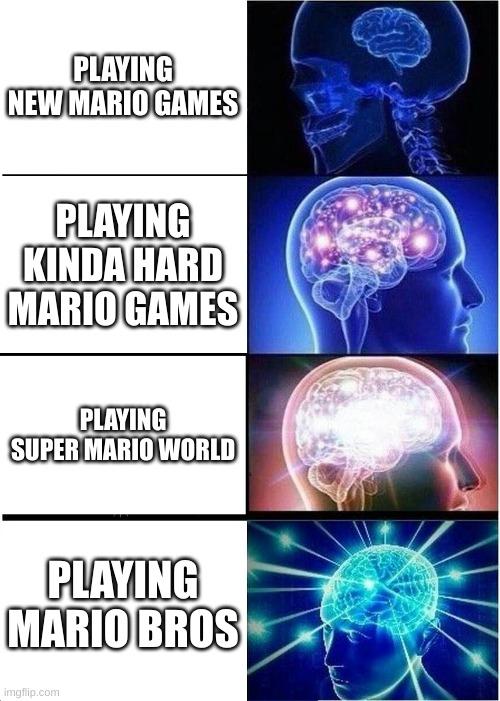 PLAYING
NEW MARIO GAMES
PLAYING
KINDA HARD
MARIO GAMES
PLAYING
SUPER MARIO WORLD
PLAYING
MARIO BROS
imgflip.com